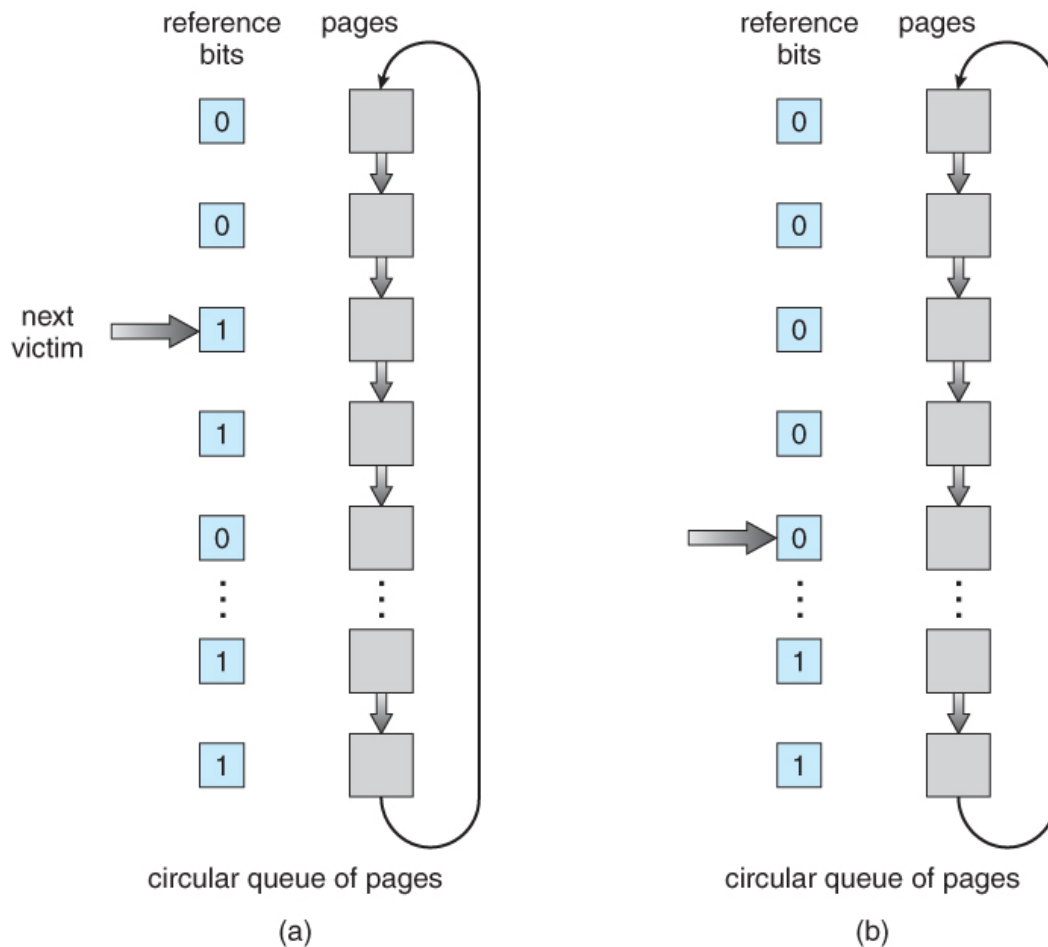 reference bits
pages
0
0
next victim
1
1
0
1
1
circular queue of pages
(a)
reference bits
pages
0
0
0
0
0
1
1
circular queue of pages
(b)